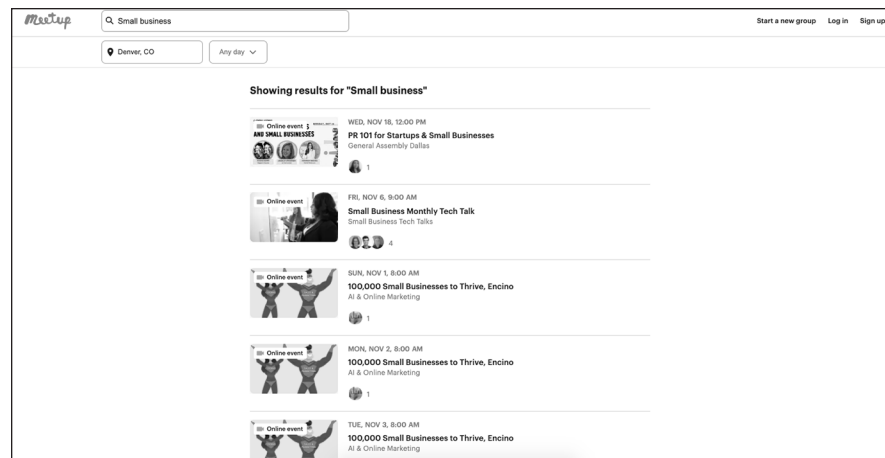 Meetup
Small business
Start a new group Log in Sign up
Denver, CO
Any day
Showing results for "Small business"
Online event
AND SMALL BUSINESSES
WED, NOV 18, 12:00 PM
PR 101 for Startups & Small Businesses
General Assembly Dallas
1
Online event
FRI, NOV 6, 9:00 AM
Small Business Monthly Tech Talk
Small Business Tech Talks
4
Online event
SUN, NOV 1, 8:00 AM
100,000 Small Businesses to Thrive, Encino
AI & Online Marketing
1
Online event
MON, NOV 2, 8:00 AM
100,000 Small Businesses to Thrive, Encino
AI & Online Marketing
1
Online event
TUE, NOV 3, 8:00 AM
100,000 Small Businesses to Thrive, Encino
AI & Online Marketing